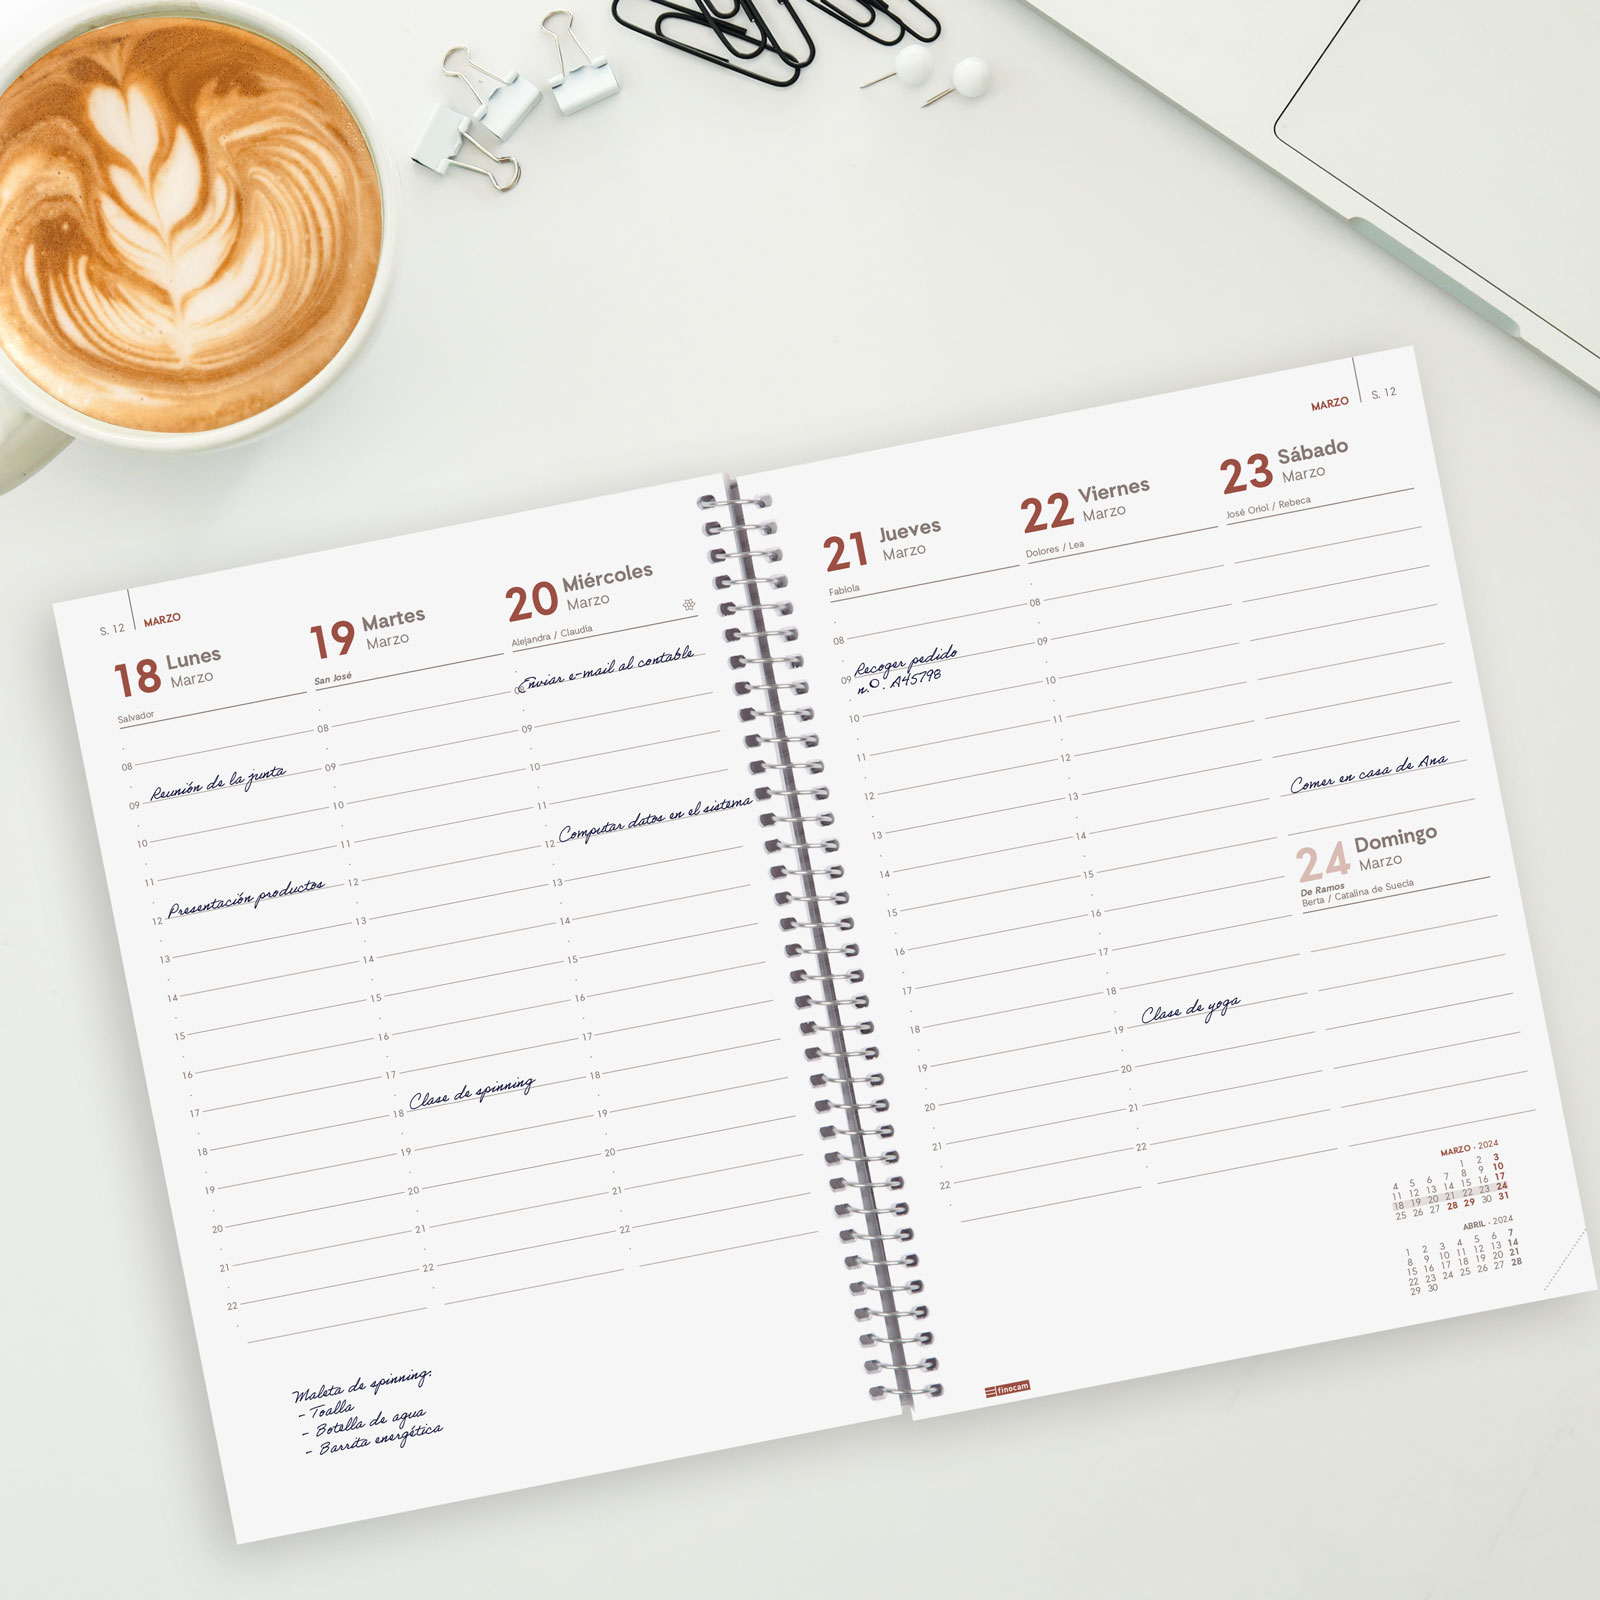 S. 12 MARZO
18 Lunes
Marzo
Salvador
08
09 Reunión de la junta
10
11
12 Presentación productos
13
14
15
16
17
18
19
20
21
22
19 Martes
Marzo
San José
08
09
10
11
12
13
14
15
16
17
18 Clase de spinning
19
20
21
22
20 Miércoles
Marzo
Alejandra / Claudia
08 Enviar e-mail al contable
09
10
11
12 Computar datos en el sistema
13
14
15
16
17
18
19
20
21
22
Maleta de spinning:
- Toalla
- Botella de agua
- Barrita energética
MARZO S. 12
21 Jueves
Marzo
Fabiola
08
09 Recoger pedido
n.O. A45798
10
11
12
13
14
15
16
17
18
19
20
21
22
22 Viernes
Marzo
Dolores / Lea
08
09
10
11
12
13
14
15
16
17
18
19 Clase de yoga
20
21
22
23 Sábado
Marzo
José Oriol / Rebeca
Comer en casa de Ana
24 Domingo
Marzo
De Ramos
Berta / Catalina de Suecia
MARZO · 2024
1 2 3
4 5 6 7 8 9 10
11 12 13 14 15 16 17
18 19 20 21 22 23 24
25 26 27 28 29 30 31
ABRIL · 2024
1 2 3 4 5 6 7
8 9 10 11 12 13 14
15 16 17 18 19 20 21
22 23 24 25 26 27 28
29 30
finocam